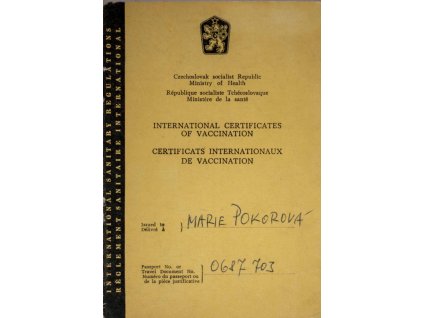 INTERNATIONAL SANITARY REGULATIONS
RÈGLEMENT SANITAIRE INTERNATIONAL
Czechoslovak socialist Republic
Ministry of Health
République socialiste Tchécoslovaque
Ministère de la santé
INTERNATIONAL CERTIFICATES
OF VACCINATION
CERTIFICATS INTERNATIONAUX
DE VACCINATION
Issued to
Délivré à
MARIE POKOROVÁ
Passport No. or
Travel Document No.
Numéro du passeport ou
de la pièce justificative
0687 703